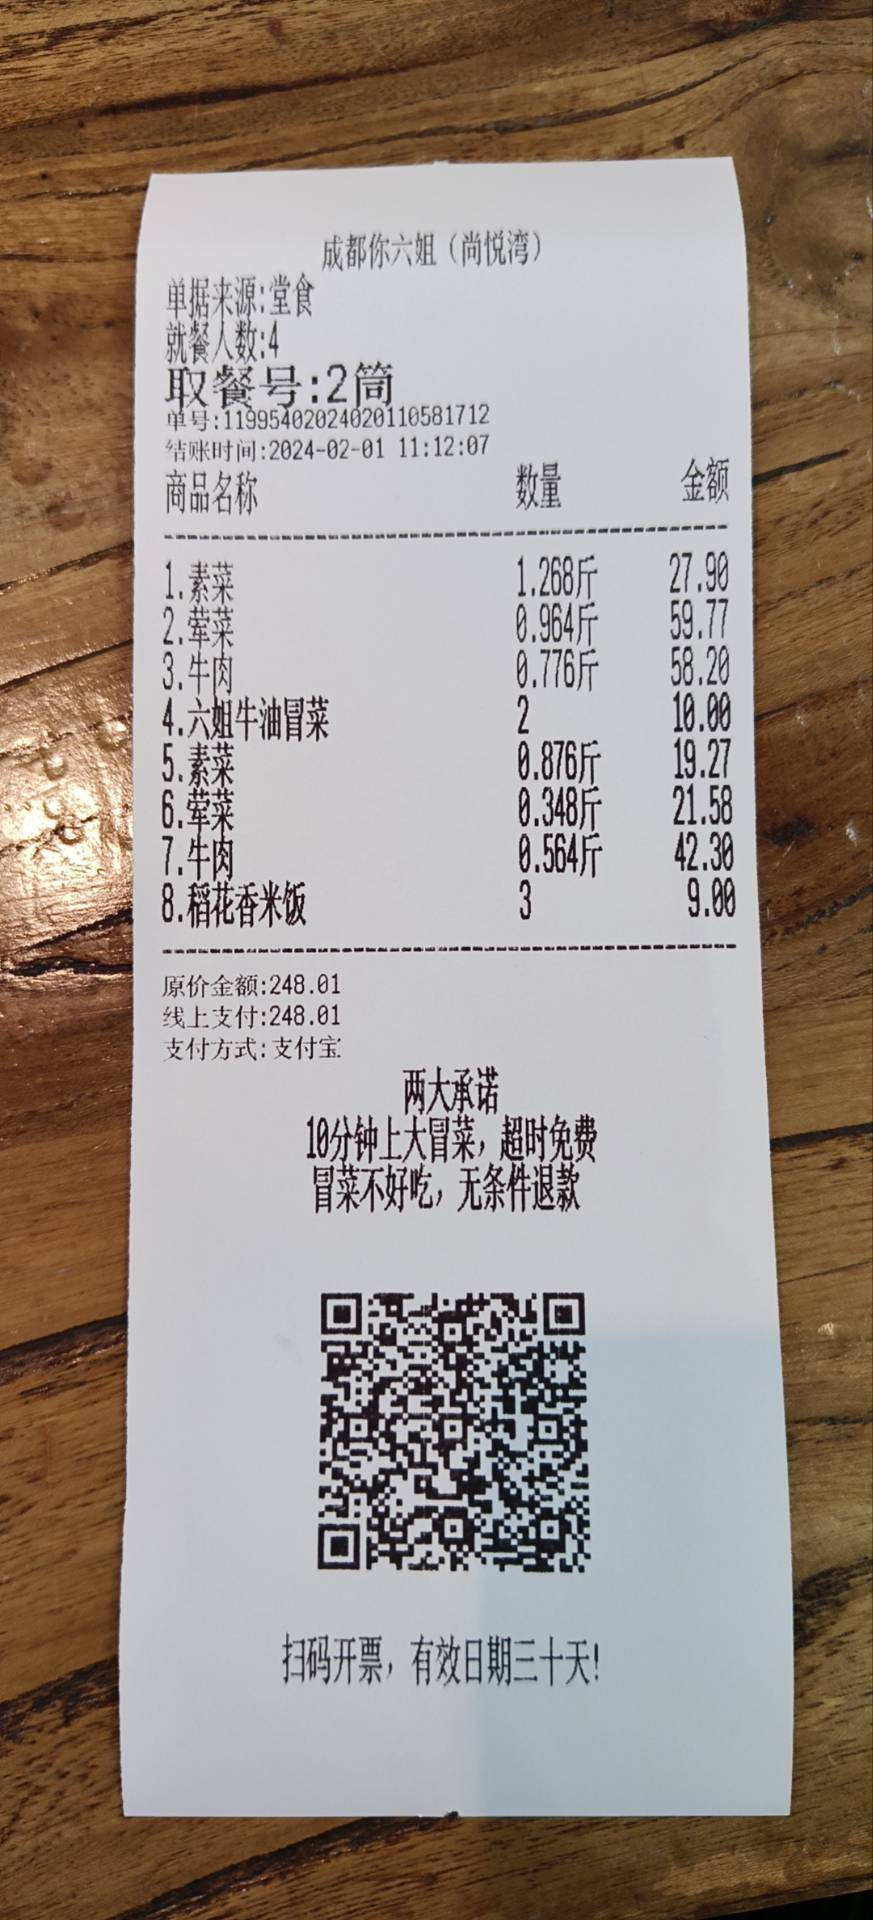 成都你六姐（尚悦湾）
单据来源:堂食
就餐人数:4
取餐号:2筒
单号:11995402024020110581712
结账时间:2024-02-01 11:12:07
商品名称 数量 金额
1.素菜 1.268斤 27.90
2.荤菜 0.964斤 59.77
3.牛肉 0.776斤 58.20
4.六姐牛油冒菜 2 10.00
5.素菜 0.876斤 19.27
6.荤菜 0.348斤 21.58
7.牛肉 0.564斤 42.30
8.稻花香米饭 3 9.00
原价金额:248.01
线上支付:248.01
支付方式:支付宝
两大承诺
10分钟上大冒菜，超时免费
冒菜不好吃，无条件退款
扫码开票，有效日期三十天!